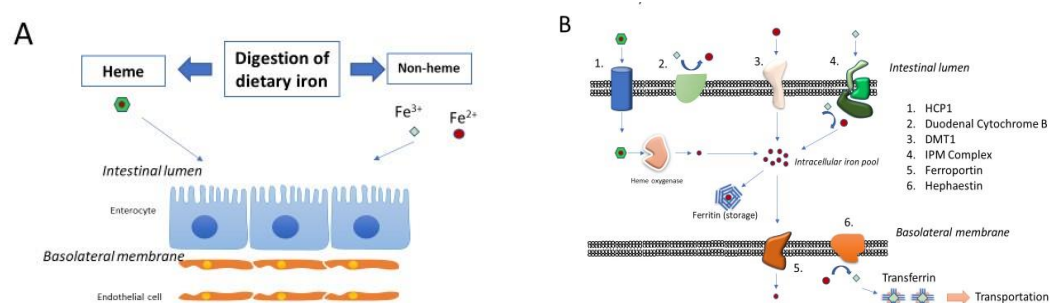 A
Digestion of
dietary iron
Heme
Non-heme
Fe3+
Fe2+
Intestinal lumen
Enterocyte
Basolateral membrane
Endothelial cell
B
1.
2.
3.
4.
Intestinal lumen
1. HCP1
2. Duodenal Cytochrome B
3. DMT1
4. IPM Complex
5. Ferroportin
6. Hephaestin
Heme oxygenase
Intracellular iron pool
Ferritin (storage)
6.
Basolateral membrane
5.
Transferrin
Transportation